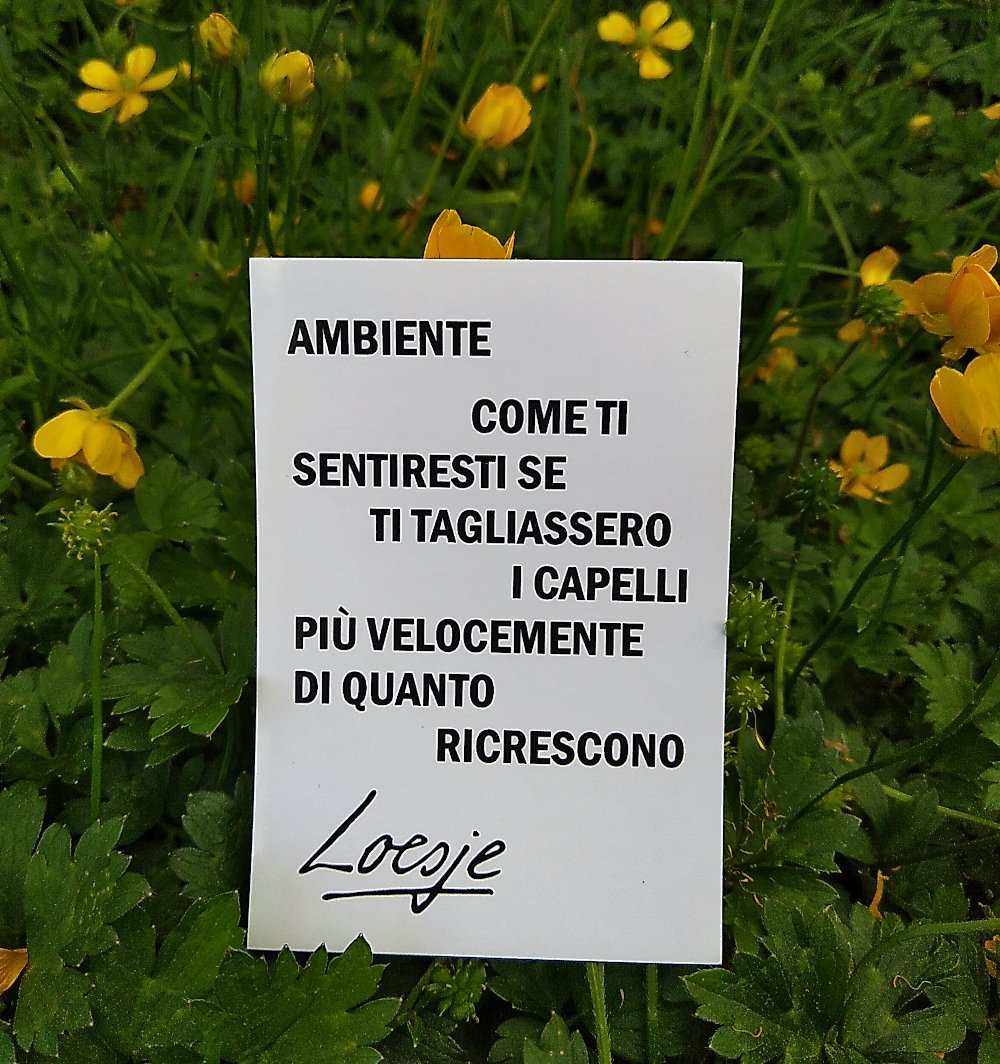 AMBIENTE
COME TI
SENTIRESTI SE
TI TAGLIASSERO
I CAPELLI
PIÙ VELOCEMENTE
DI QUANTO
RICRESCONO
Loesje